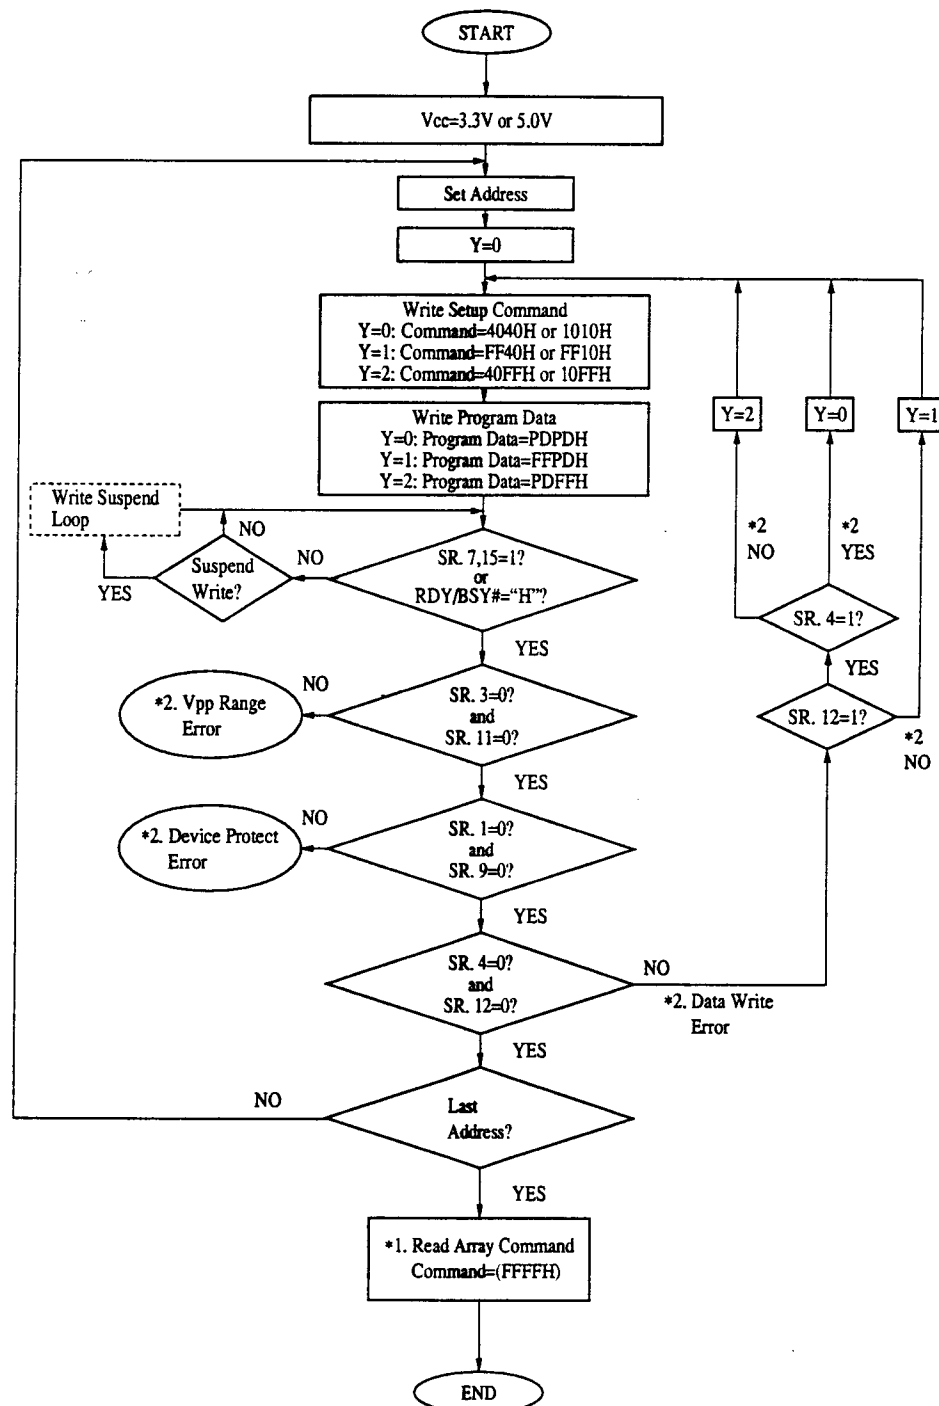 START
Vcc=3.3V or 5.0V
Set Address
Y=0
Write Setup Command
Y=0: Command=4040H or 1010H
Y=1: Command=FF40H or FF10H
Y=2: Command=40FFH or 10FFH
Y=2
Y=0
Y=1
Write Program Data
Y=0: Program Data=PDPDH
Y=1: Program Data=FFPDH
Y=2: Program Data=PDFFH
Write Suspend
Loop
NO
Suspend
Write?
YES
NO
SR. 7,15=1?
or
RDY/BSY#="H"?
YES
*2
NO
*2
YES
SR. 4=1?
YES
SR. 12=1?
*2
NO
*2. Vpp Range
Error
NO
SR. 3=0?
and
SR. 11=0?
YES
*2. Device Protect
Error
NO
SR. 1=0?
and
SR. 9=0?
YES
SR. 4=0?
and
SR. 12=0?
NO
*2. Data Write
Error
YES
NO
Last
Address?
YES
*1. Read Array Command
Command=(FFFFH)
END